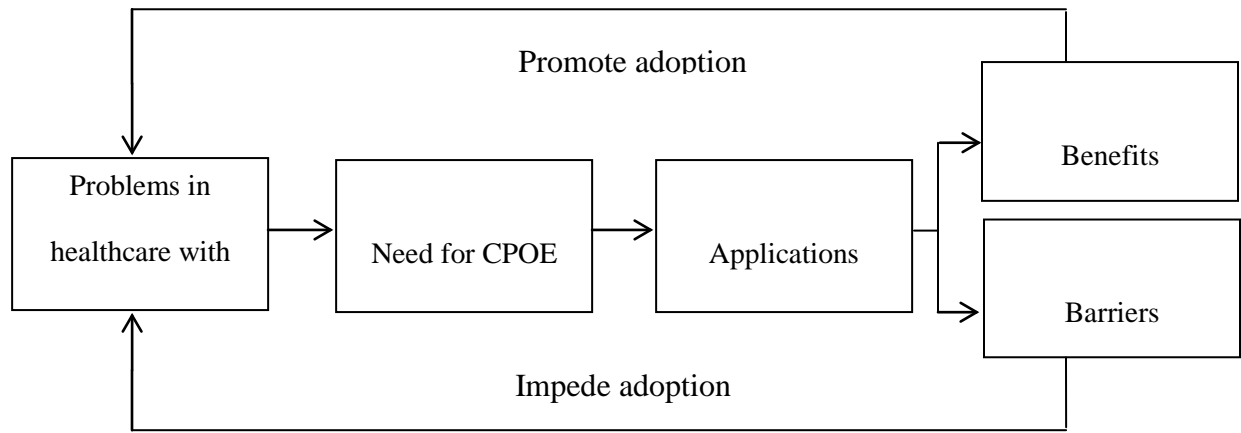 Promote adoption
Problems in
healthcare with
Need for CPOE
Applications
Benefits
Barriers
Impede adoption